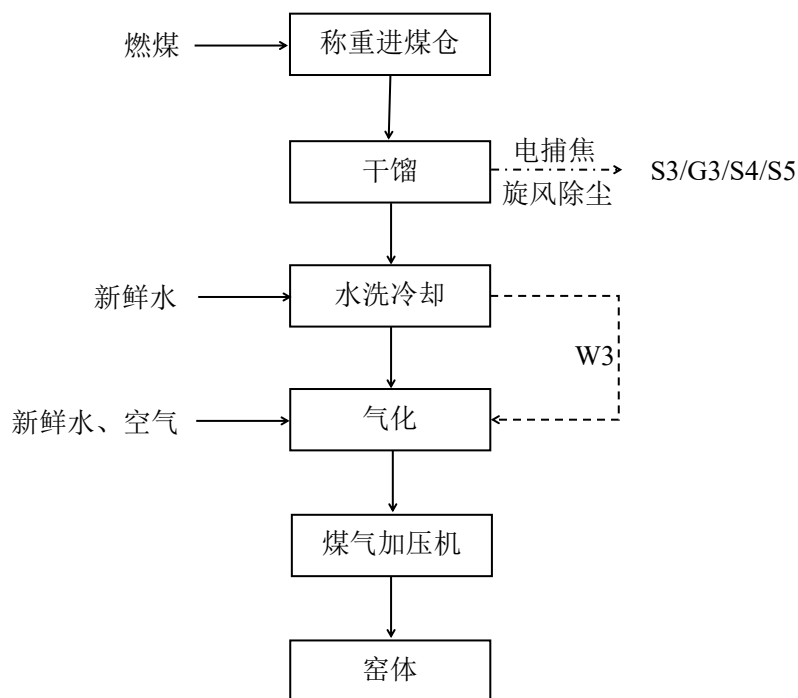 燃煤
称重进煤仓
干馏
电捕焦
旋风除尘
S3/G3/S4/S5
新鲜水
水洗冷却
W3
新鲜水、空气
气化
煤气加压机
窑体